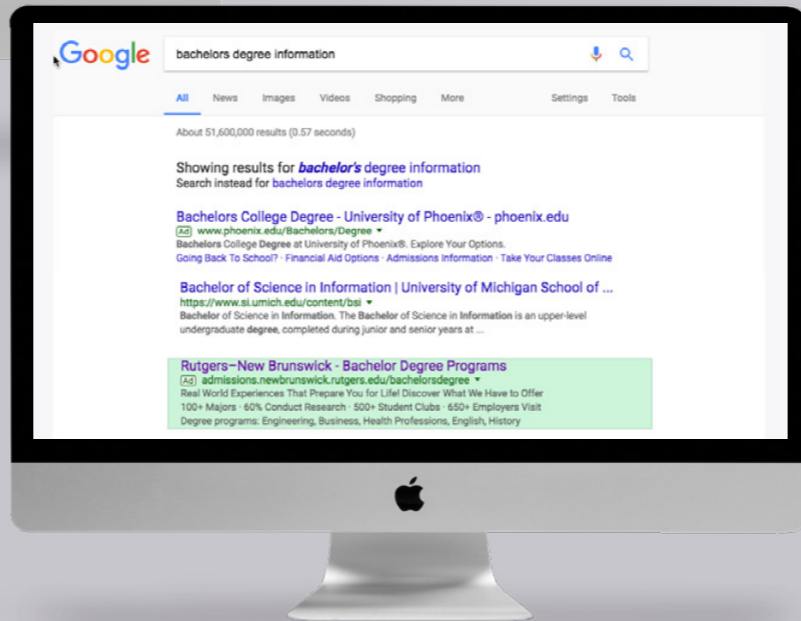 Google
bachelors degree information
All News Images Videos Shopping More Settings Tools
About 51,600,000 results (0.57 seconds)
Showing results for bachelor's degree information
Search instead for bachelors degree information
Bachelors College Degree - University of Phoenix® - phoenix.edu
Ad www.phoenix.edu/Bachelors/Degree
Bachelors College Degree at University of Phoenix®. Explore Your Options.
Going Back To School? · Financial Aid Options · Admissions Information · Take Your Classes Online
Bachelor of Science in Information | University of Michigan School of ...
https://www.si.umich.edu/content/bsi
Bachelor of Science in Information. The Bachelor of Science in Information is an upper-level
undergraduate degree, completed during junior and senior years at ...
Rutgers–New Brunswick - Bachelor Degree Programs
Ad admissions.newbrunswick.rutgers.edu/bachelorsdegree
Real World Experiences That Prepare You for Life! Discover What We Have to Offer
100+ Majors · 60% Conduct Research · 500+ Student Clubs · 650+ Employers Visit
Degree programs: Engineering, Business, Health Professions, English, History